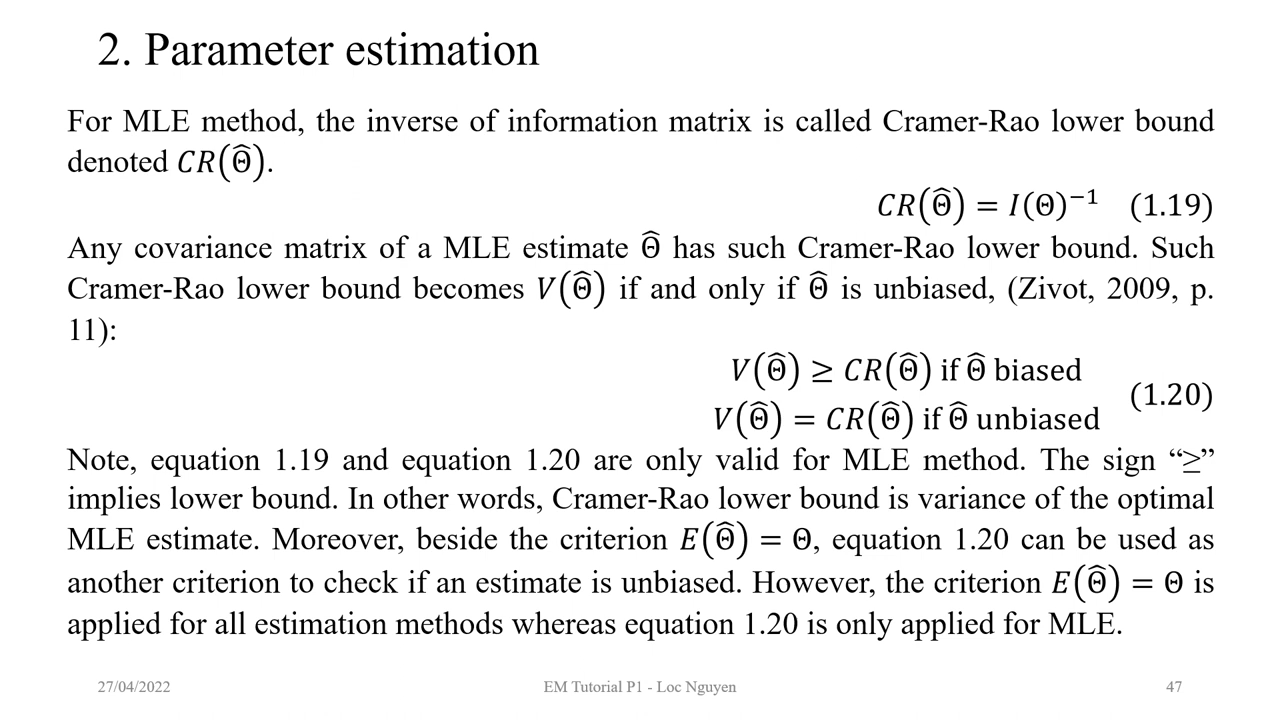 2. Parameter estimation
For MLE method, the inverse of information matrix is called Cramer-Rao lower bound
denoted 𝐶𝑅(Θ̂).
𝐶𝑅(Θ̂) = 𝐼(Θ)⁻¹ (1.19)
Any covariance matrix of a MLE estimate Θ̂ has such Cramer-Rao lower bound. Such
Cramer-Rao lower bound becomes 𝑉(Θ̂) if and only if Θ̂ is unbiased, (Zivot, 2009, p.
11):
𝑉(Θ̂) ≥ 𝐶𝑅(Θ̂) if Θ̂ biased
𝑉(Θ̂) = 𝐶𝑅(Θ̂) if Θ̂ unbiased
(1.20)
Note, equation 1.19 and equation 1.20 are only valid for MLE method. The sign “≥”
implies lower bound. In other words, Cramer-Rao lower bound is variance of the optimal
MLE estimate. Moreover, beside the criterion 𝐸(Θ̂) = Θ, equation 1.20 can be used as
another criterion to check if an estimate is unbiased. However, the criterion 𝐸(Θ̂) = Θ is
applied for all estimation methods whereas equation 1.20 is only applied for MLE.
27/04/2022
EM Tutorial P1 - Loc Nguyen
47